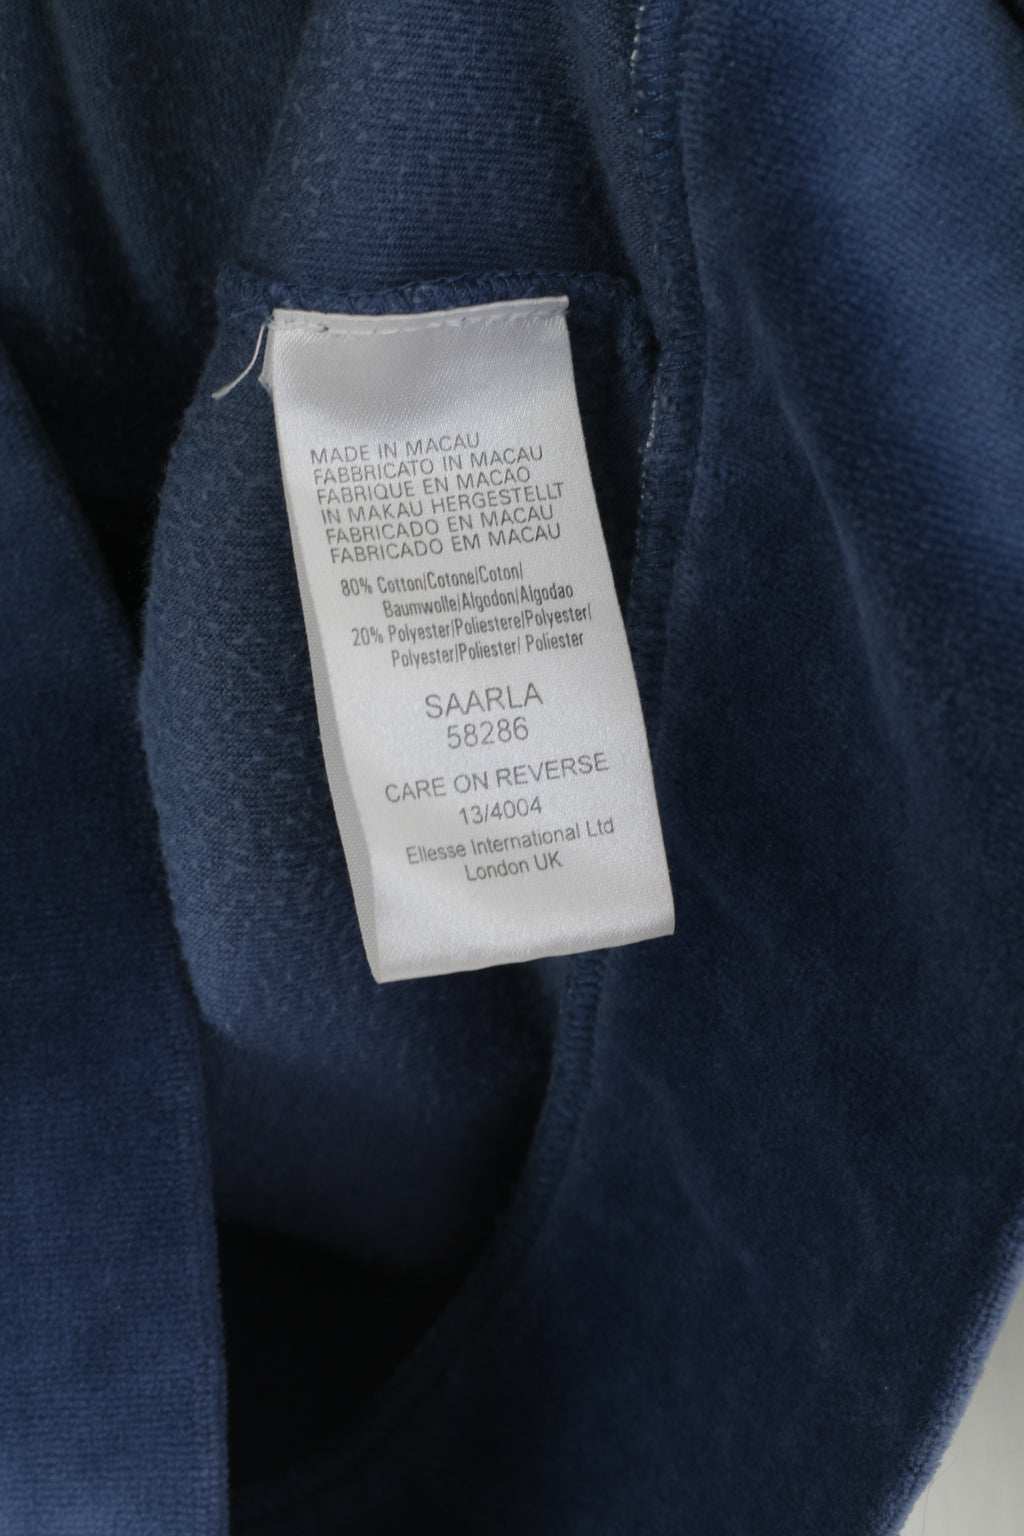 MADE IN MACAU
FABBRICATO IN MACAU
FABRIQUE EN MACAO
IN MAKAU HERGESTELLT
FABRICADO EN MACAU
FABRICADO EM MACAU
80% Cotton/Cotone/Coton/
Baumwolle/Algodon/Algodao
20% Polyester/Poliestere/Polyester/
Polyester/Poliester/ Poliester
SAARLA
58286
CARE ON REVERSE
13/4004
Ellesse International Ltd
London UK